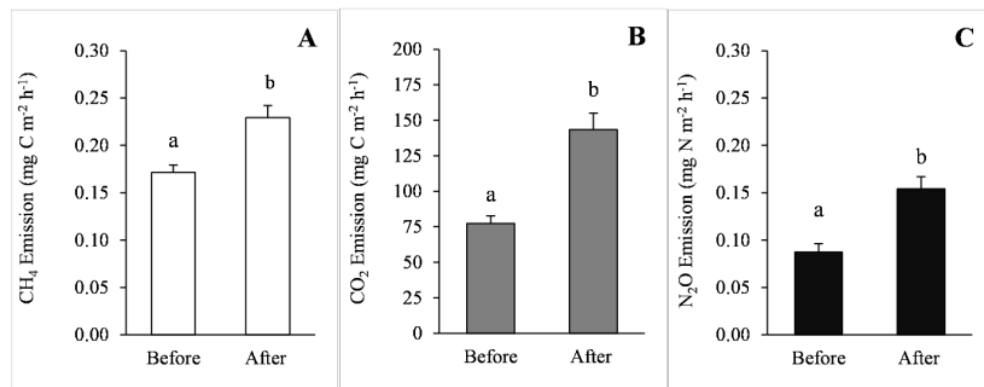 A
CH₄ Emission (mg C m⁻² h⁻¹)
0.30
0.25
0.20
0.15
0.10
0.05
0.00
a
b
Before After
B
CO₂ Emission (mg C m⁻² h⁻¹)
200
175
150
125
100
75
50
25
0
a
b
Before After
C
N₂O Emission (mg N m⁻² h⁻¹)
0.30
0.25
0.20
0.15
0.10
0.05
0.00
a
b
Before After